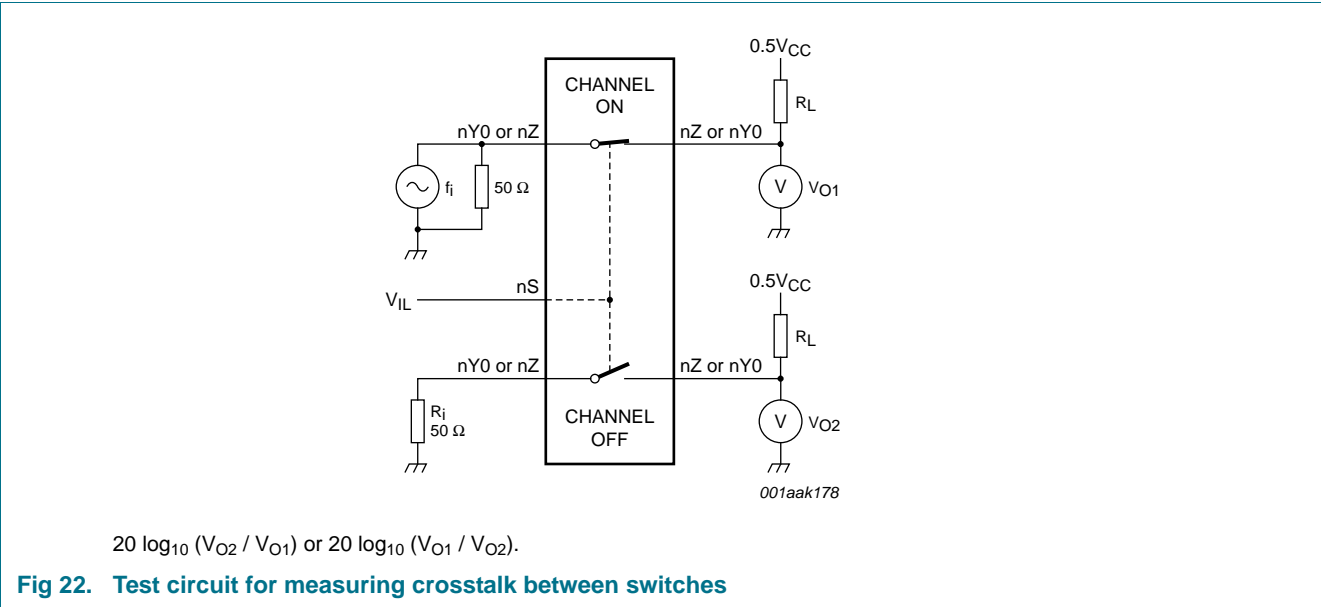 0.5VCC
CHANNEL
ON
RL
nY0 or nZ
nZ or nY0
fi
50 Ω
V
VO1
nS
VIL
0.5VCC
RL
nY0 or nZ
nZ or nY0
Ri
50 Ω
CHANNEL
OFF
V
VO2
001aak178
20 log10 (VO2 / VO1) or 20 log10 (VO1 / VO2).
Fig 22. Test circuit for measuring crosstalk between switches